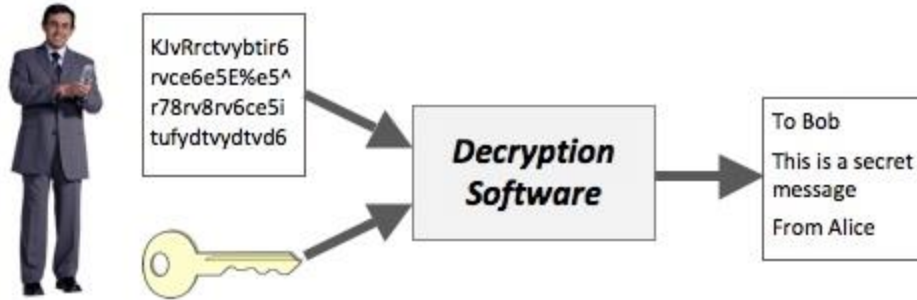 KJvRrctvybtir6
rvce6e5E%e5^
r78rv8rv6ce5i
tufydtvydtvd6
Decryption
Software
To Bob
This is a secret
message
From Alice